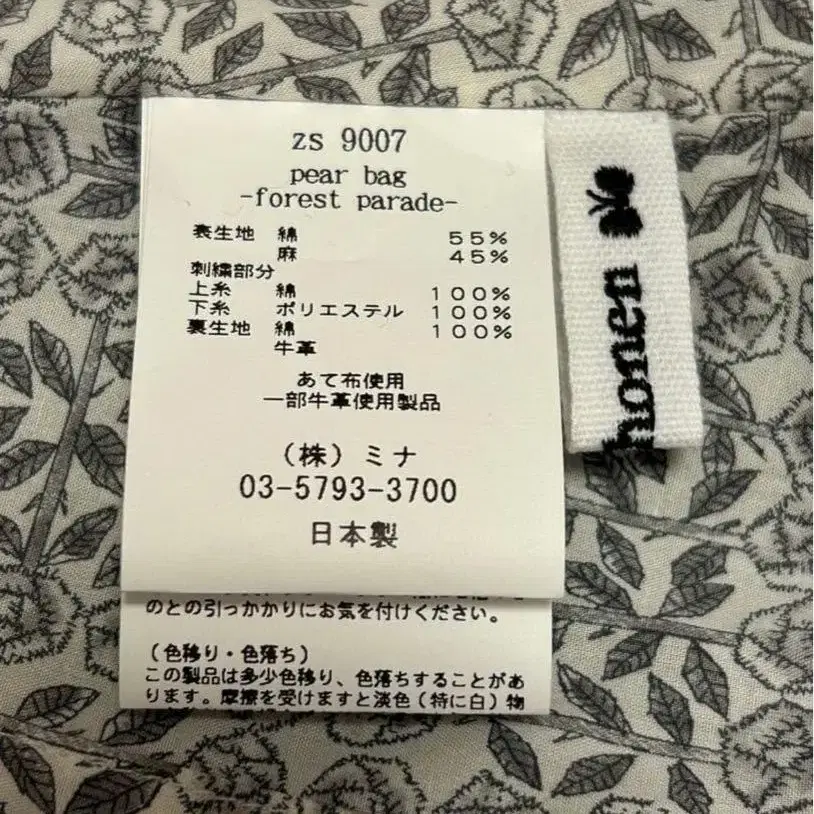 zs 9007
pear bag
-forest parade-
表生地 綿 55%
麻 45%
刺繍部分
上糸 綿 100%
下糸 ポリエステル 100%
裏生地 綿 100%
牛革
あて布使用
一部牛革使用製品
(株)ミナ
03-5793-3700
日本製
のとの引っかかりにお気を付けください。
(色移り・色落ち)
この製品は多少色移り、色落ちすることがあ
ります。摩擦を受けますと淡色(特に白)物
honen